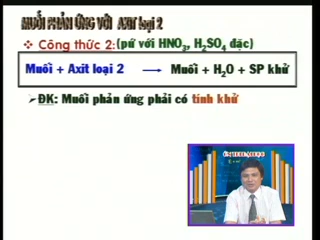 MUỐI PHẢN ỨNG VỚI AXIT loại 2
❖ Công thức 2: (pứ với HNO₃, H₂SO₄ đặc)
Muối + Axit loại 2 → Muối + H₂O + SP khử
➢ĐK: Muối phản ứng phải có tính khử